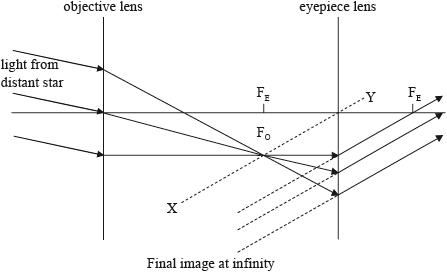 objective lens
eyepiece lens
light from
distant star
F_E
Y
F_E
F_O
X
Final image at infinity